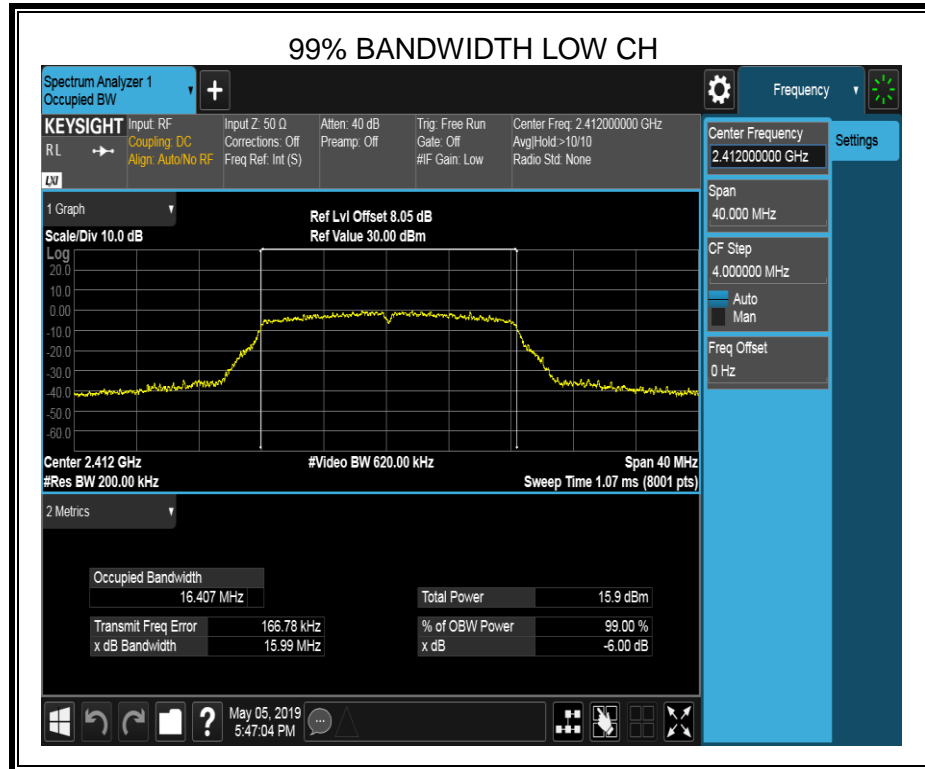 99% BANDWIDTH LOW CH
Spectrum Analyzer 1
Occupied BW
+
Frequency
KEYSIGHT
RL
LXI
Input: RF
Coupling: DC
Align: Auto/No RF
Input Z: 50 Ω
Corrections: Off
Freq Ref: Int (S)
Atten: 40 dB
Preamp: Off
Trig: Free Run
Gate: Off
#IF Gain: Low
Center Freq: 2.412000000 GHz
Avg|Hold:>10/10
Radio Std: None
Center Frequency
2.412000000 GHz
Settings
Span
40.000 MHz
CF Step
4.000000 MHz
Auto
Man
Freq Offset
0 Hz
1 Graph
Scale/Div 10.0 dB
Ref Lvl Offset 8.05 dB
Ref Value 30.00 dBm
Log
20.0
10.0
0.00
-10.0
-20.0
-30.0
-40.0
-50.0
-60.0
Center 2.412 GHz
#Res BW 200.00 kHz
#Video BW 620.00 kHz
Span 40 MHz
Sweep Time 1.07 ms (8001 pts)
2 Metrics
Occupied Bandwidth
16.407 MHz
Total Power 15.9 dBm
Transmit Freq Error 166.78 kHz
% of OBW Power 99.00 %
x dB Bandwidth 15.99 MHz
x dB -6.00 dB
?
May 05, 2019
5:47:04 PM